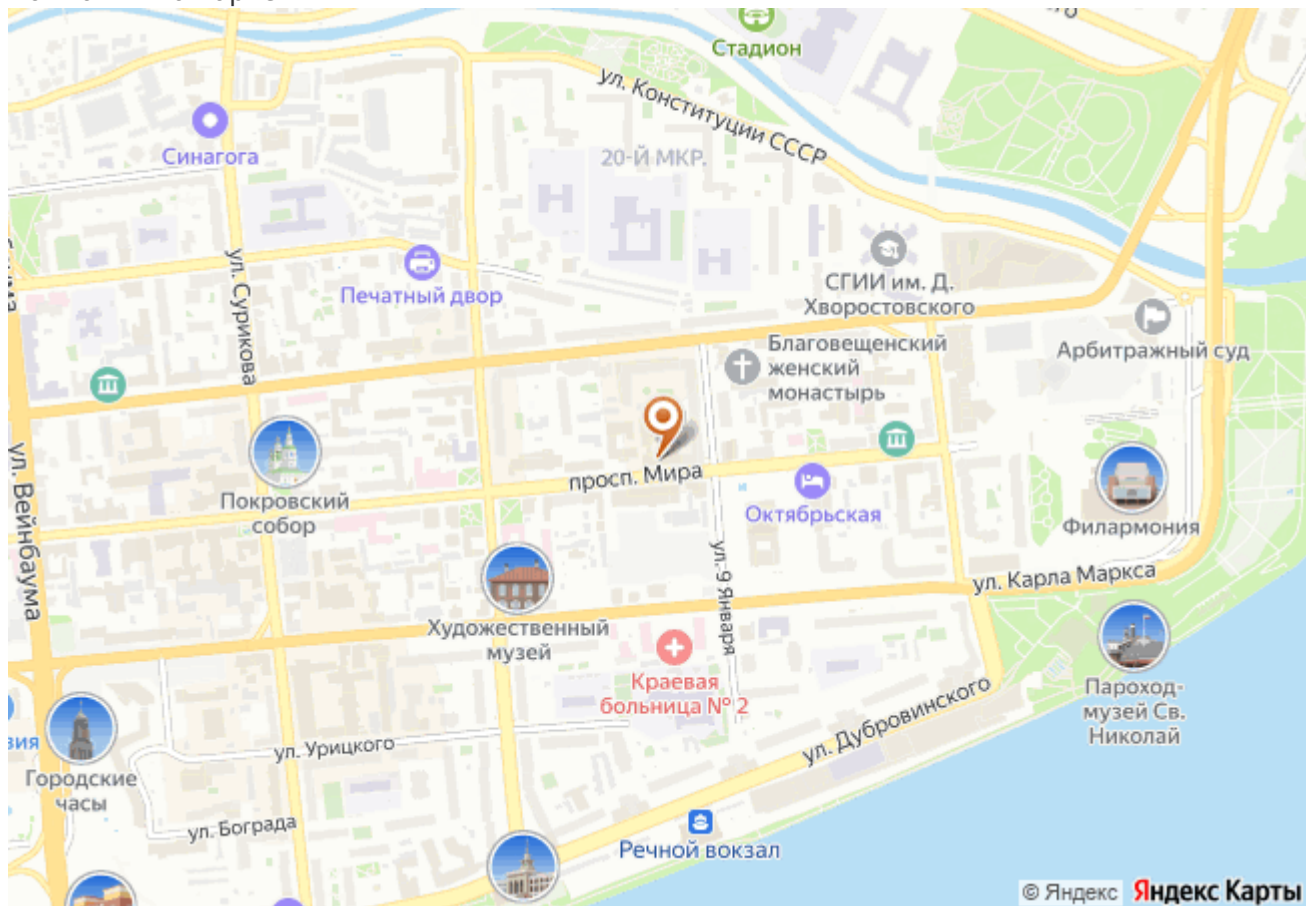 Стадион
ул. Конституции СССР
Синагога
20-Й МКР.
ул. Сурикова
Печатный двор
СГИИ им. Д.
Хворостовского
Арбитражный суд
Благовещенский
женский
монастырь
ул. Вейнбаума
Покровский
собор
просп. Мира
Октябрьская
Филармония
ул. 9 Января
ул. Карла Маркса
Художественный
музей
Краевая
больница № 2
Пароход-
музей Св.
Николай
ул. Дубровинского
ул. Урицкого
Городские
часы
ул. Бограда
Речной вокзал
© Яндекс Яндекс Карты